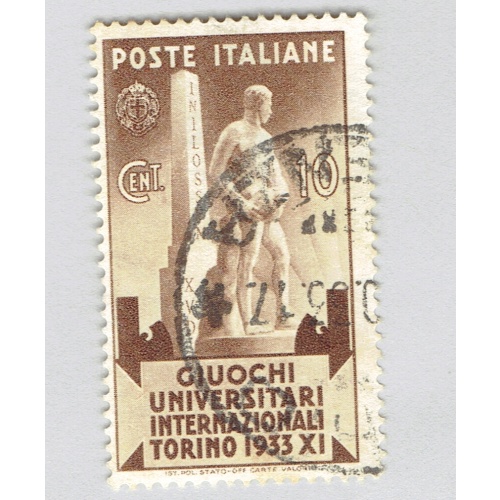 POSTE ITALIANE
CENT. 10
GIUOCHI
UNIVERSITARI
INTERNAZIONALI
TORINO 1933 XI
IST. POL. STATO-OFF. CARTE VALORI